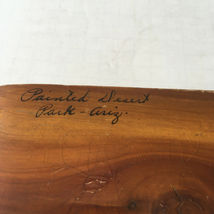 Painted Desert
Park - Ariz.